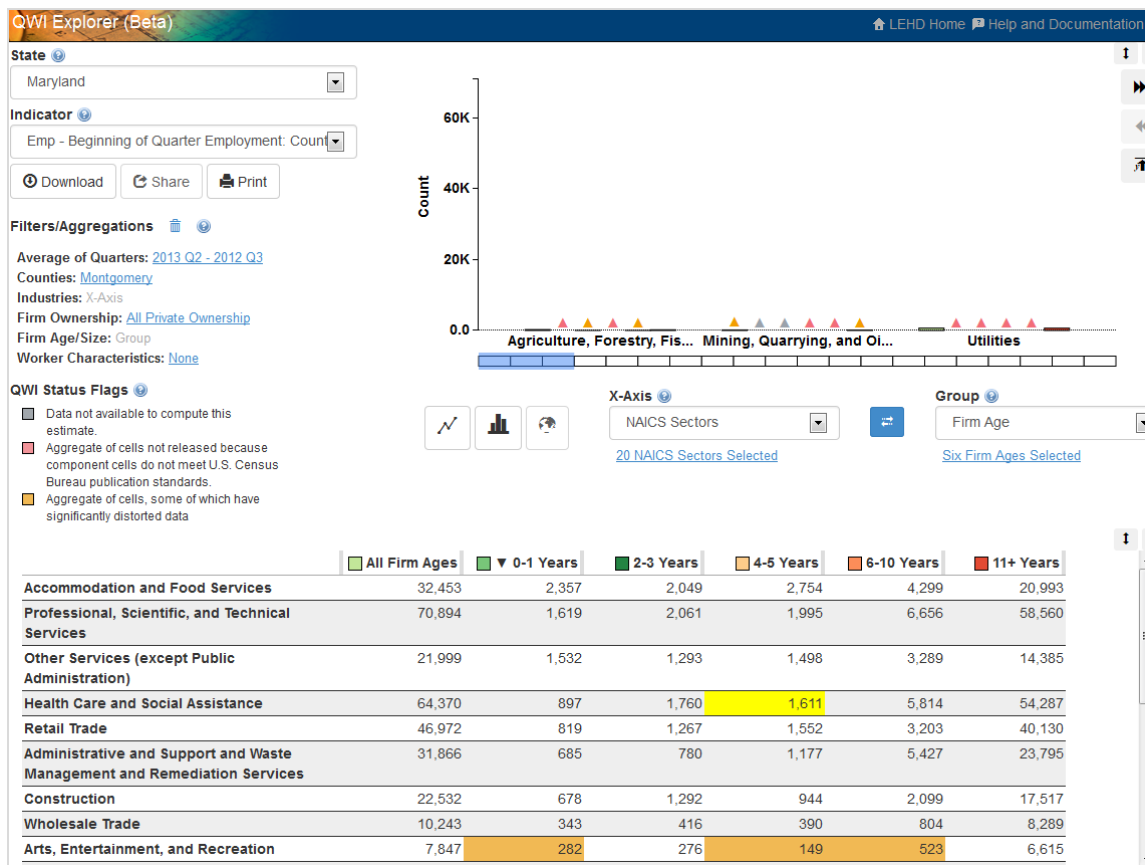 QWI Explorer (Beta)
LEHD Home Help and Documentation
State
Maryland
Indicator
Emp - Beginning of Quarter Employment: Count
Download Share Print
Filters/Aggregations
Average of Quarters: 2013 Q2 - 2012 Q3
Counties: Montgomery
Industries: X-Axis
Firm Ownership: All Private Ownership
Firm Age/Size: Group
Worker Characteristics: None
QWI Status Flags
Data not available to compute this
estimate.
Aggregate of cells not released because
component cells do not meet U.S. Census
Bureau publication standards.
Aggregate of cells, some of which have
significantly distorted data
Count
60K
40K
20K
0.0
Agriculture, Forestry, Fis... Mining, Quarrying, and Oi... Utilities
X-Axis
NAICS Sectors
20 NAICS Sectors Selected
Group
Firm Age
Six Firm Ages Selected
All Firm Ages ▼ 0-1 Years 2-3 Years 4-5 Years 6-10 Years 11+ Years
Accommodation and Food Services 32,453 2,357 2,049 2,754 4,299 20,993
Professional, Scientific, and Technical
Services 70,894 1,619 2,061 1,995 6,656 58,560
Other Services (except Public
Administration) 21,999 1,532 1,293 1,498 3,289 14,385
Health Care and Social Assistance 64,370 897 1,760 1,611 5,814 54,287
Retail Trade 46,972 819 1,267 1,552 3,203 40,130
Administrative and Support and Waste
Management and Remediation Services 31,866 685 780 1,177 5,427 23,795
Construction 22,532 678 1,292 944 2,099 17,517
Wholesale Trade 10,243 343 416 390 804 8,289
Arts, Entertainment, and Recreation 7,847 282 276 149 523 6,615